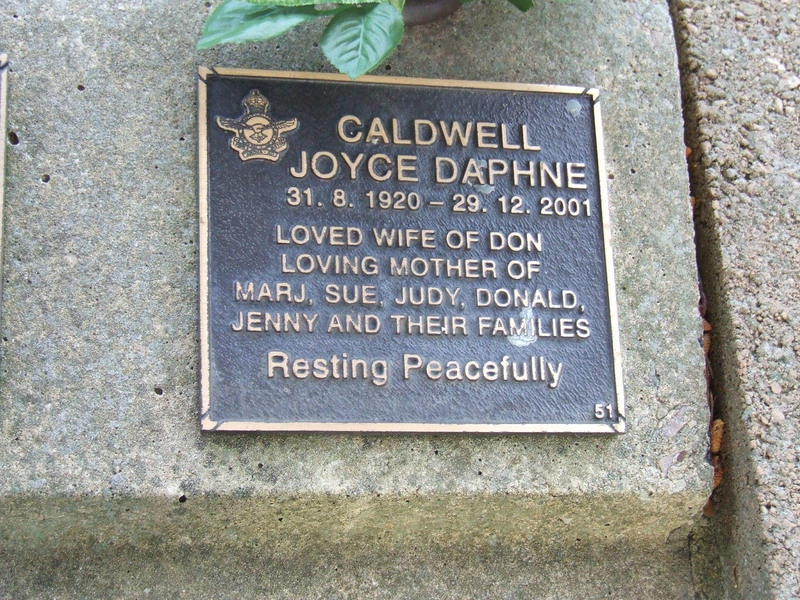 CALDWELL
JOYCE DAPHNE
31. 8. 1920 – 29. 12. 2001
LOVED WIFE OF DON
LOVING MOTHER OF
MARJ, SUE, JUDY, DONALD,
JENNY AND THEIR FAMILIES
Resting Peacefully
51